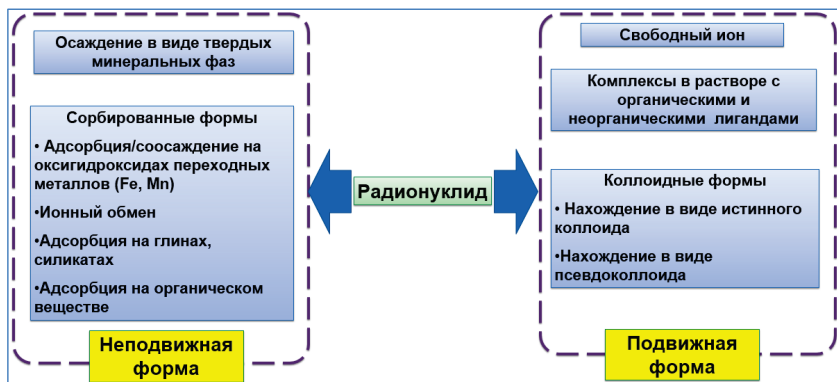 Осаждение в виде твердых
минеральных фаз
Сорбированные формы
• Адсорбция/соосаждение на
оксигидроксидах переходных
металлов (Fe, Mn)
•Ионный обмен
•Адсорбция на глинах,
силикатах
•Адсорбция на органическом
веществе
Неподвижная
форма
Радионуклид
Свободный ион
Комплексы в растворе с
органическими и
неорганическими лигандами
Коллоидные формы
• Нахождение в виде истинного
коллоида
•Нахождение в виде
псевдоколлоида
Подвижная
форма